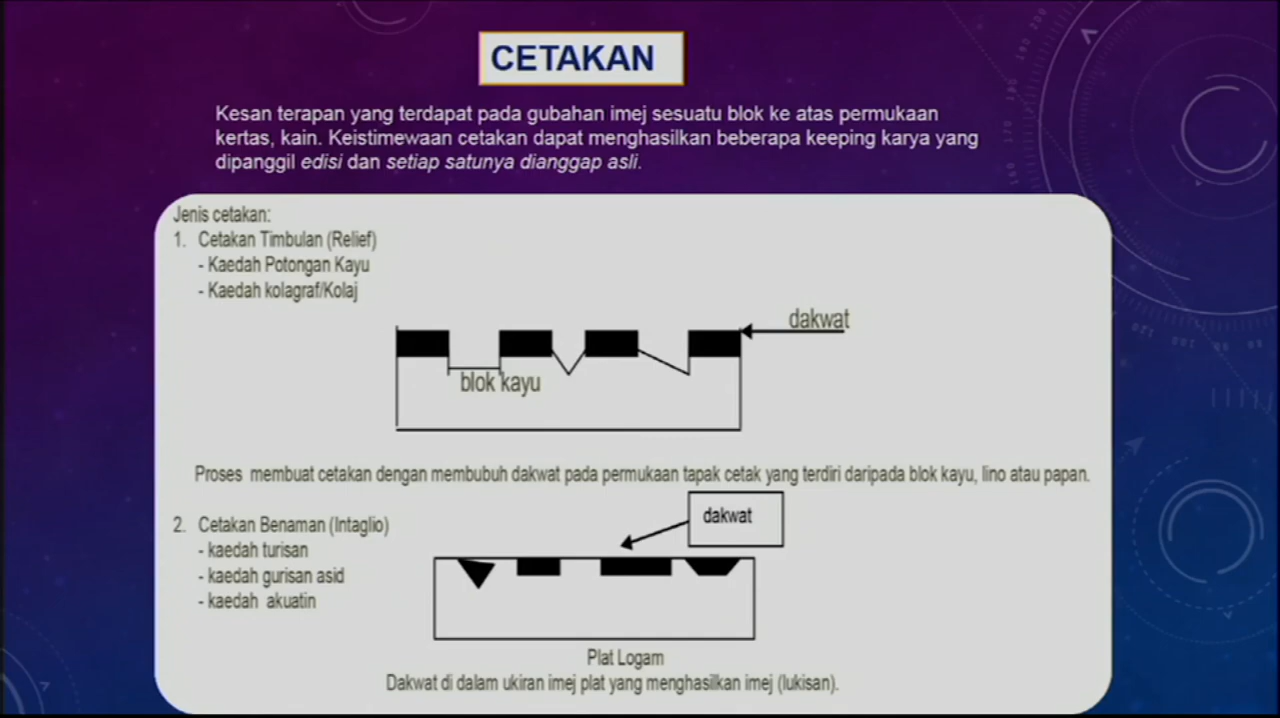 CETAKAN
Kesan terapan yang terdapat pada gubahan imej sesuatu blok ke atas permukaan
kertas, kain. Keistimewaan cetakan dapat menghasilkan beberapa keeping karya yang
dipanggil edisi dan setiap satunya dianggap asli.
Jenis cetakan:
1. Cetakan Timbulan (Relief)
- Kaedah Potongan Kayu
- Kaedah kolagraf/Kolaj
dakwat
blok kayu
Proses membuat cetakan dengan membubuh dakwat pada permukaan tapak cetak yang terdiri daripada blok kayu, lino atau papan.
dakwat
2. Cetakan Benaman (Intaglio)
- kaedah turisan
- kaedah gurisan asid
- kaedah akuatin
Plat Logam
Dakwat di dalam ukiran imej plat yang menghasilkan imej (lukisan).